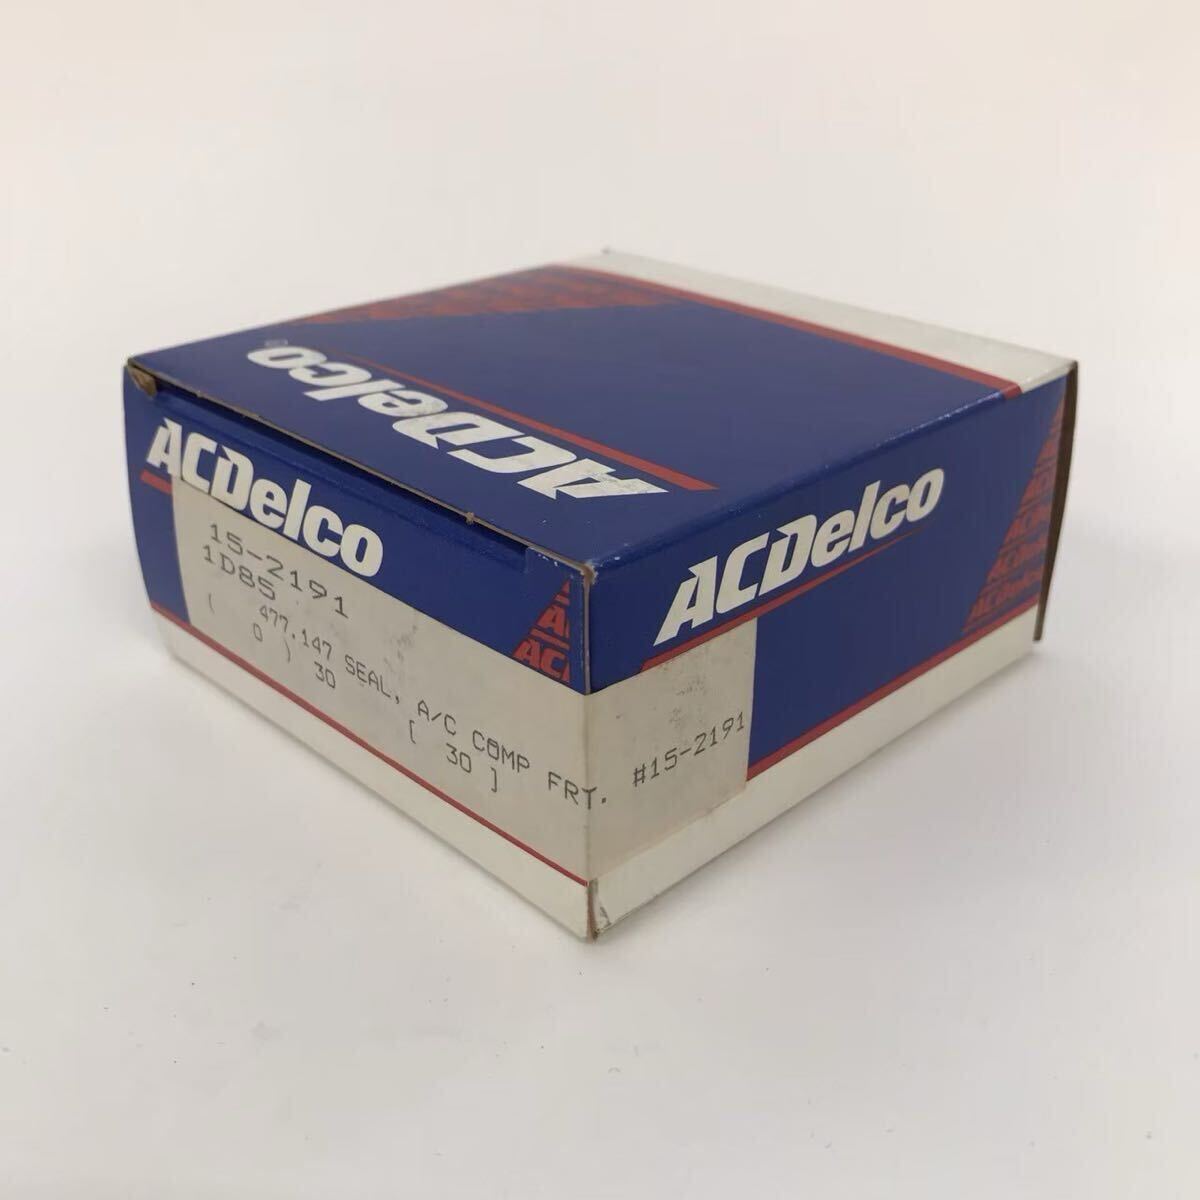 ACDelco
ACDelco
15-2191
1D85
( 477.147 SEAL, A/C COMP FRT. #15-2191
0 ) 30 [ 30 ]
ACDelco